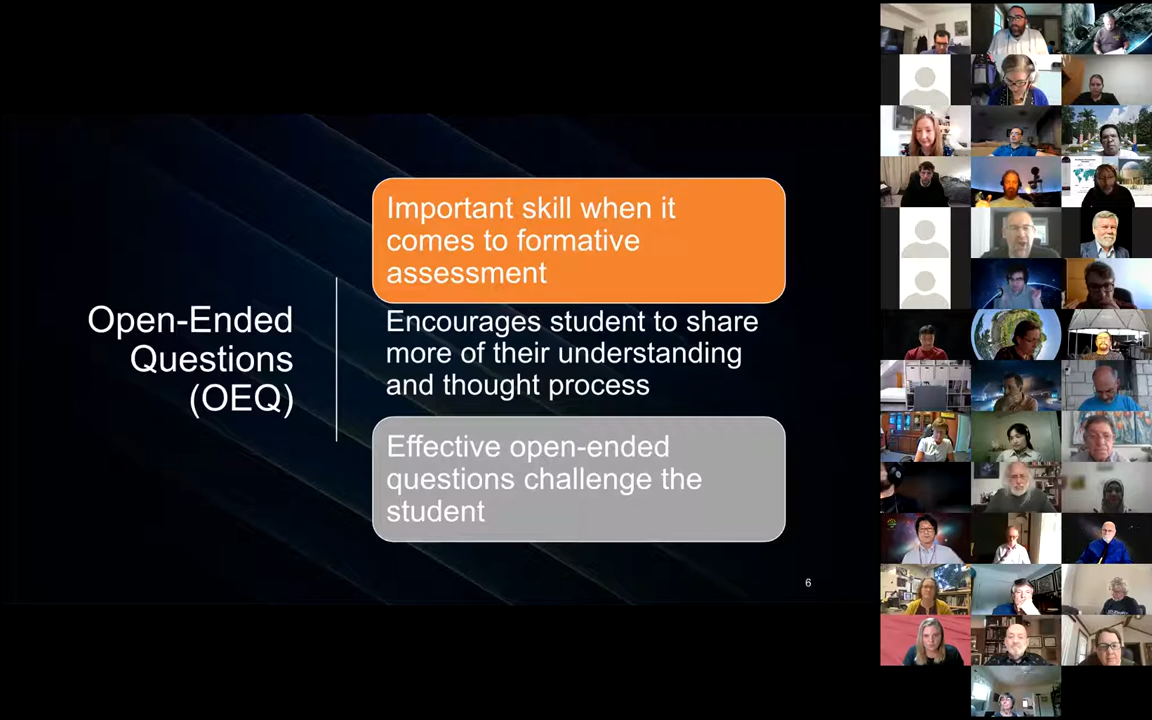 Open-Ended
Questions
(OEQ)
Important skill when it
comes to formative
assessment
Encourages student to share
more of their understanding
and thought process
Effective open-ended
questions challenge the
student
6